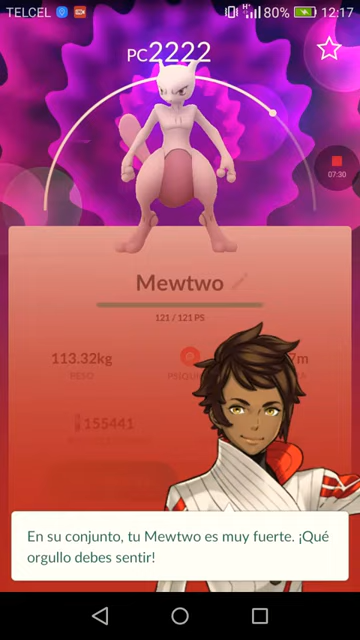 TELCEL 80% 12:17
PC2222
07:30
Mewtwo
121 / 121 PS
113.32kg
7m
PESO
155441
En su conjunto, tu Mewtwo es muy fuerte. ¡Qué
orgullo debes sentir!